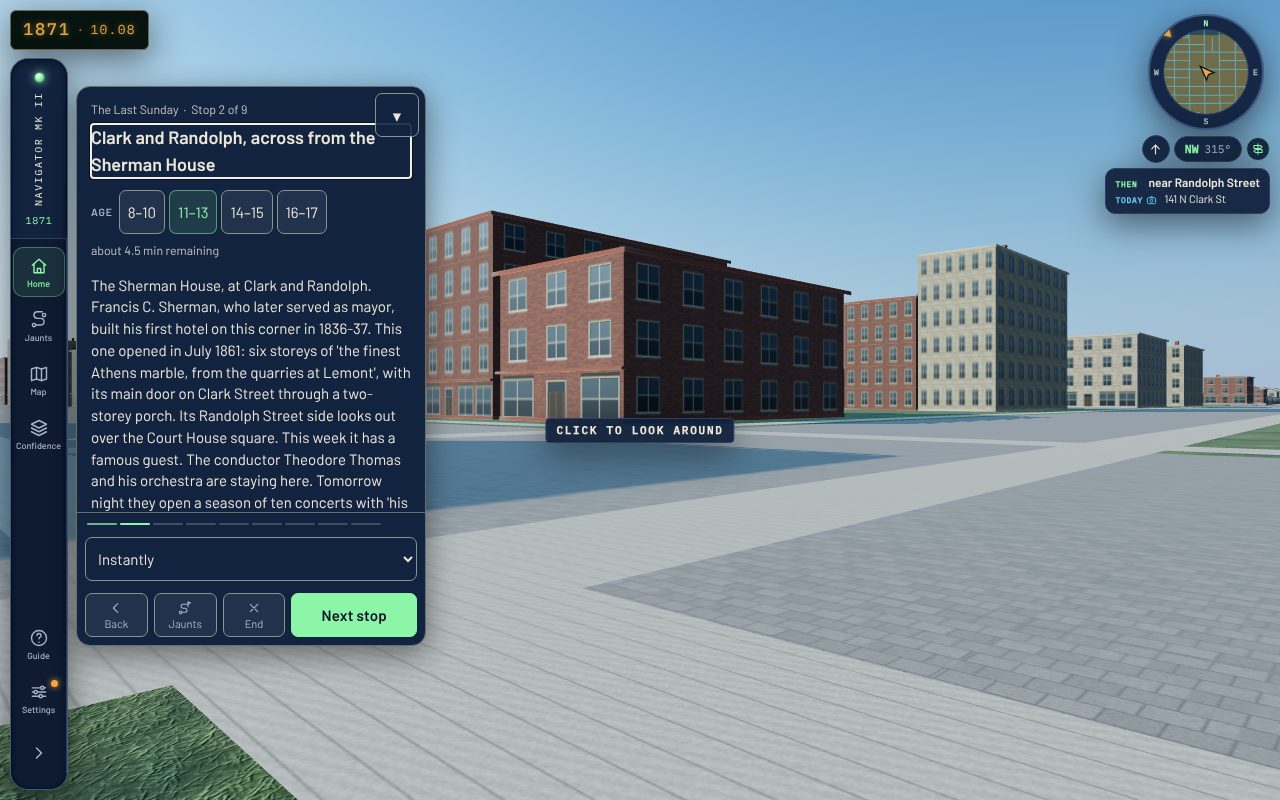 1871 · 10.08
NAVIGATOR MK II
1871
Home
Jaunts
Map
Confidence
Guide
Settings
The Last Sunday · Stop 2 of 9
▼
Clark and Randolph, across from the
Sherman House
AGE 8–10 11–13 14–15 16–17
about 4.5 min remaining
The Sherman House, at Clark and Randolph.
Francis C. Sherman, who later served as mayor,
built his first hotel on this corner in 1836-37. This
one opened in July 1861: six storeys of 'the finest
Athens marble, from the quarries at Lemont', with
its main door on Clark Street through a two-
storey porch. Its Randolph Street side looks out
over the Court House square. This week it has a
famous guest. The conductor Theodore Thomas
and his orchestra are staying here. Tomorrow
night they open a season of ten concerts with 'his
Instantly
Back Jaunts End Next stop
CLICK TO LOOK AROUND
N
W E
S
NW 315°
THEN near Randolph Street
TODAY 141 N Clark St